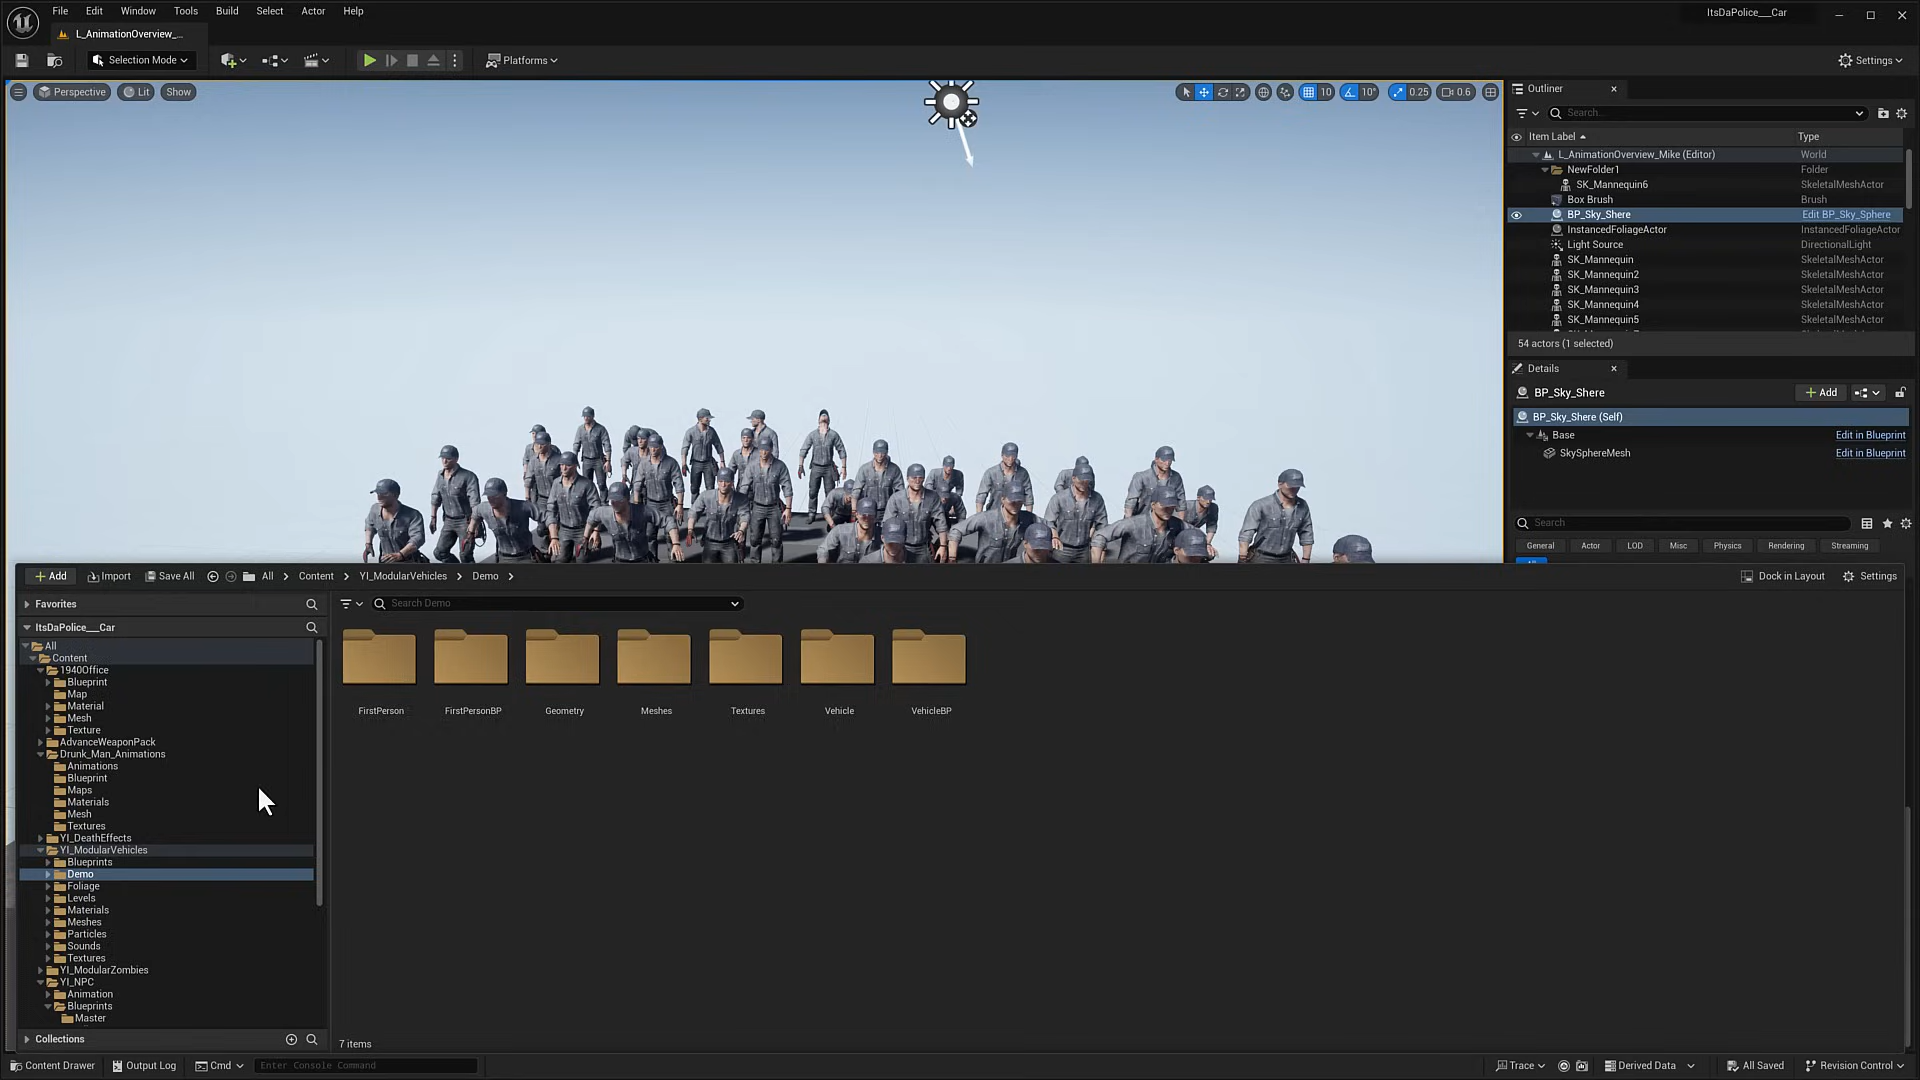 File Edit Window Tools Build Select Actor Help
ItsDaPolice___Car
L_AnimationOverview_...
Selection Mode
Platforms
Settings
Perspective Lit Show
10 10° 0.25 0.6
Outliner
Search...
Item Label Type
L_AnimationOverview_Mike (Editor) World
NewFolder1 Folder
SK_Mannequin6 SkeletalMeshActor
Box Brush Brush
BP_Sky_Shere Edit BP_Sky_Sphere
InstancedFoliageActor InstancedFoliageActor
Light Source DirectionalLight
SK_Mannequin SkeletalMeshActor
SK_Mannequin2 SkeletalMeshActor
SK_Mannequin3 SkeletalMeshActor
SK_Mannequin4 SkeletalMeshActor
SK_Mannequin5 SkeletalMeshActor
54 actors (1 selected)
Details
BP_Sky_Shere Add
BP_Sky_Shere (Self)
Base Edit in Blueprint
SkySphereMesh Edit in Blueprint
Search
General Actor LOD Misc Physics Rendering Streaming
Add Import Save All All Content YI_ModularVehicles Demo
Dock in Layout Settings
Favorites
Search Demo
ItsDaPolice___Car
All
Content
1940Office
Blueprint
Map
Material
Mesh
Texture
AdvanceWeaponPack
Drunk_Man_Animations
Animations
Blueprint
Maps
Materials
Mesh
Textures
YI_DeathEffects
YI_ModularVehicles
Blueprints
Demo
Foliage
Levels
Materials
Meshes
Particles
Sounds
Textures
YI_ModularZombies
YI_NPC
Animation
Blueprints
Master
Collections
FirstPerson FirstPersonBP Geometry Meshes Textures Vehicle VehicleBP
7 items
Content Drawer Output Log Cmd Enter Console Command
Trace Derived Data All Saved Revision Control